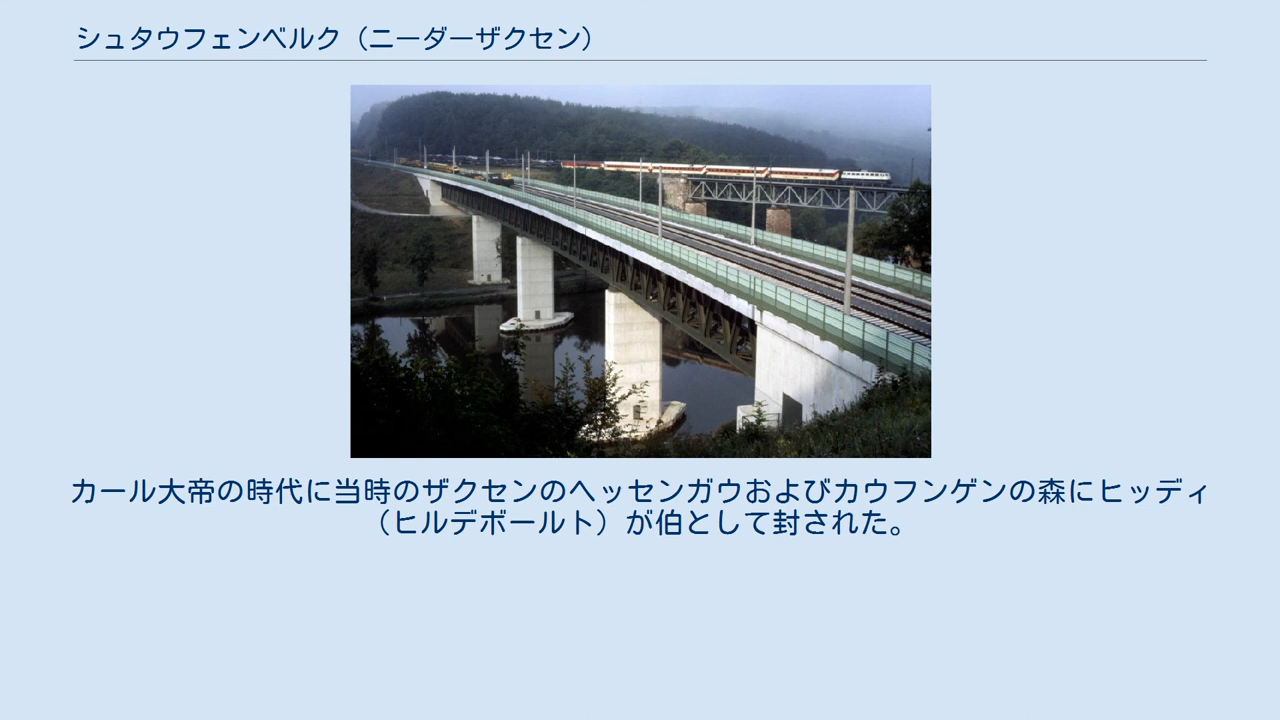 シュタウフェンベルク（ニーダーザクセン）
カール大帝の時代に当時のザクセンのヘッセンガウおよびカウフンゲンの森にヒッディ
（ヒルデボールト）が伯として封された。